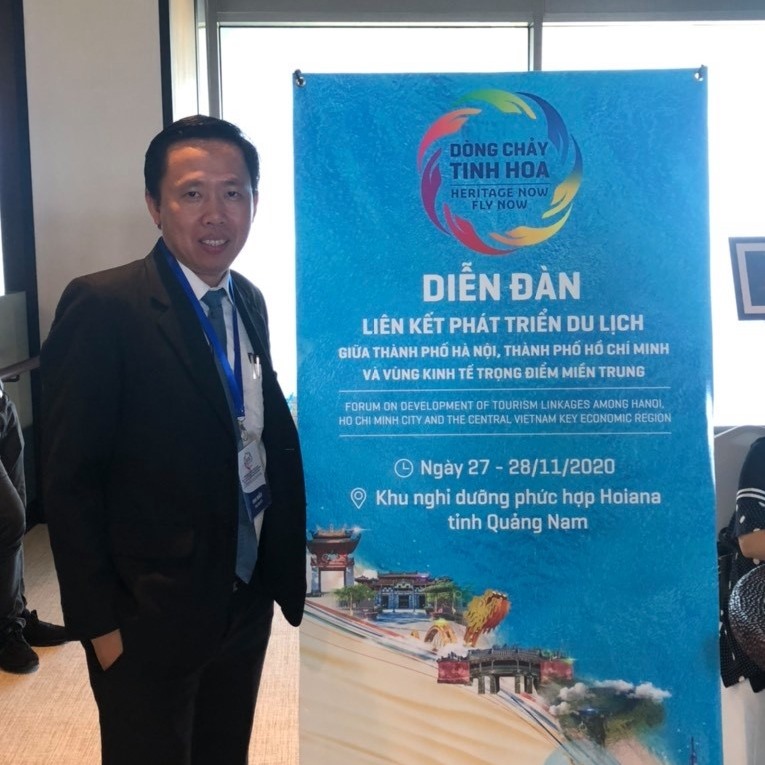 DÒNG CHẢY
TINH HOA
HERITAGE NOW
FLY NOW
DIỄN ĐÀN
LIÊN KẾT PHÁT TRIỂN DU LỊCH
GIỮA THÀNH PHỐ HÀ NỘI, THÀNH PHỐ HỒ CHÍ MINH
VÀ VÙNG KINH TẾ TRỌNG ĐIỂM MIỀN TRUNG
FORUM ON DEVELOPMENT OF TOURISM LINKAGES AMONG HANOI,
HO CHI MINH CITY AND THE CENTRAL VIETNAM KEY ECONOMIC REGION
Ngày 27 - 28/11/2020
Khu nghỉ dưỡng phức hợp Hoiana
tỉnh Quảng Nam